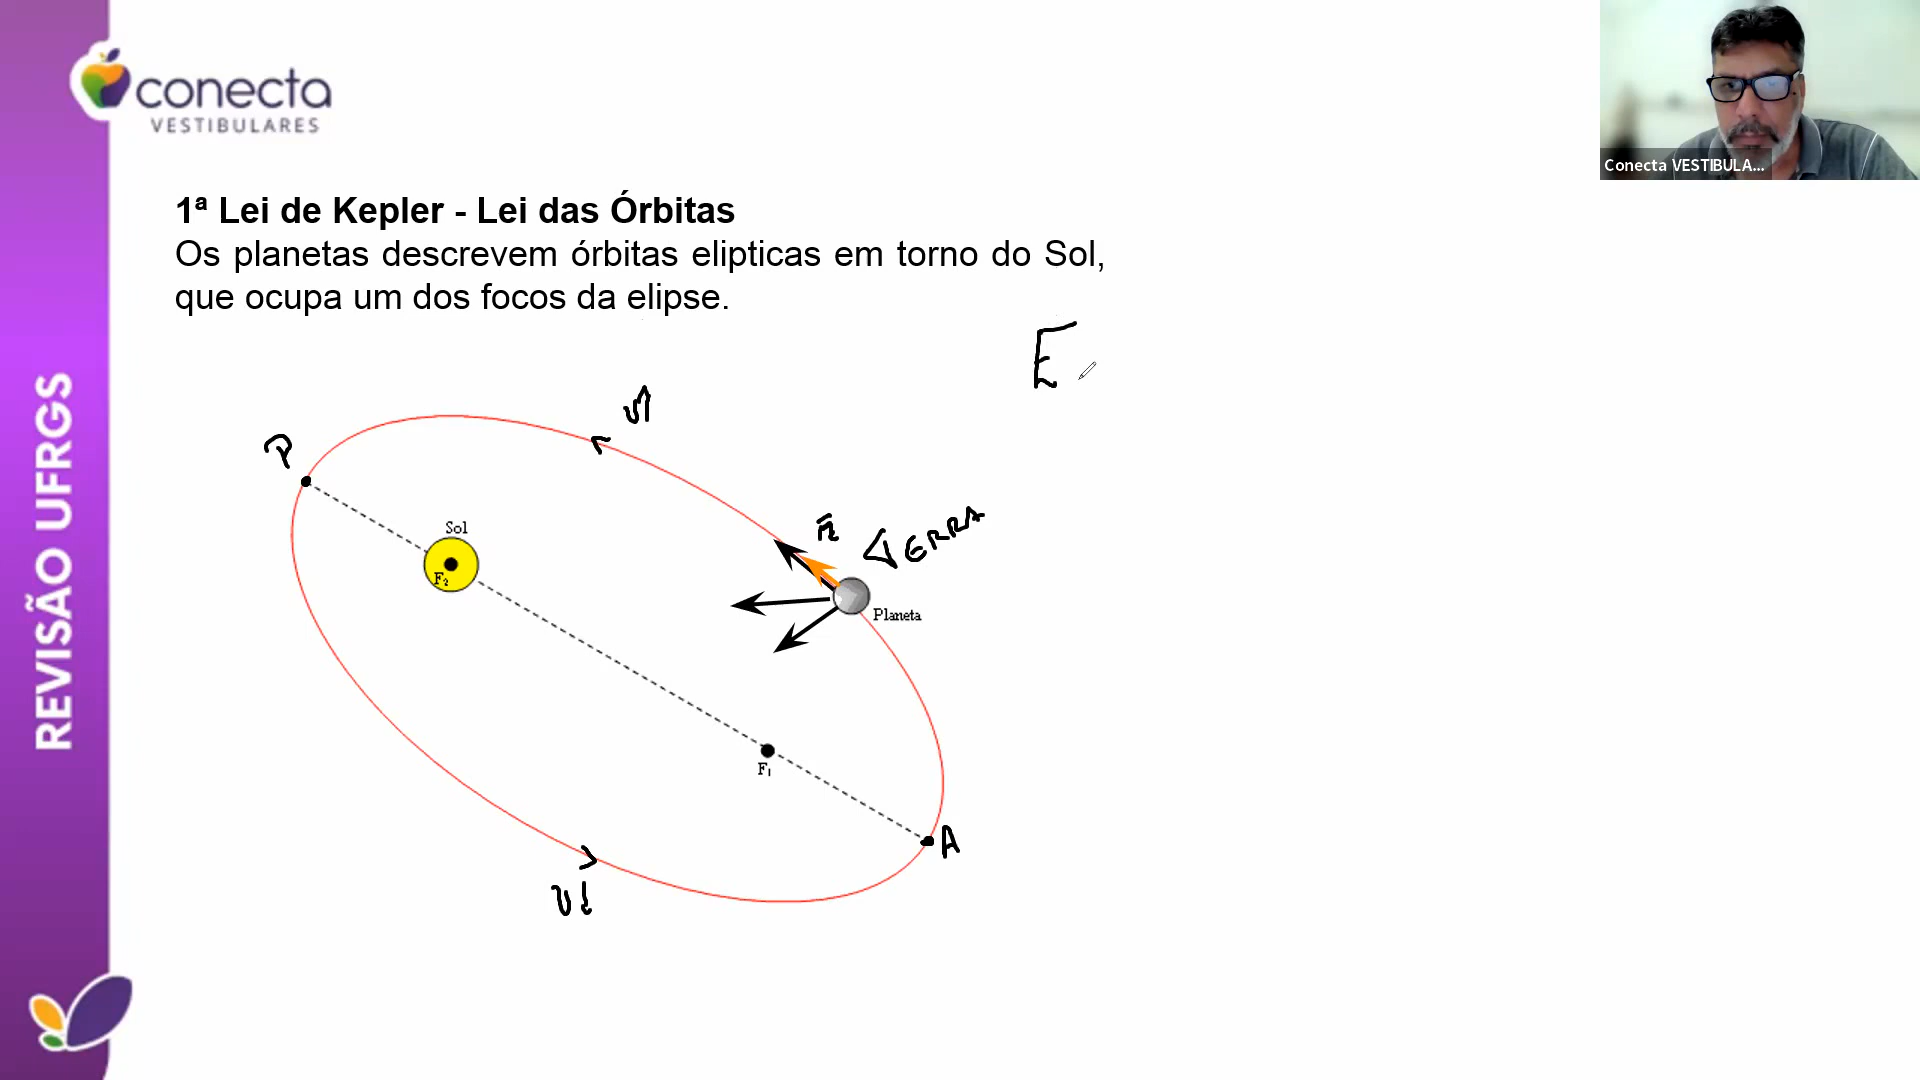 conecta
VESTIBULARES
Conecta VESTIBULA...
REVISÃO UFRGS
1ª Lei de Kepler - Lei das Órbitas
Os planetas descrevem órbitas elipticas em torno do Sol,
que ocupa um dos focos da elipse.
E
v↑
P
Sol
F₂
TERRA
Planeta
F₁
A
v↓